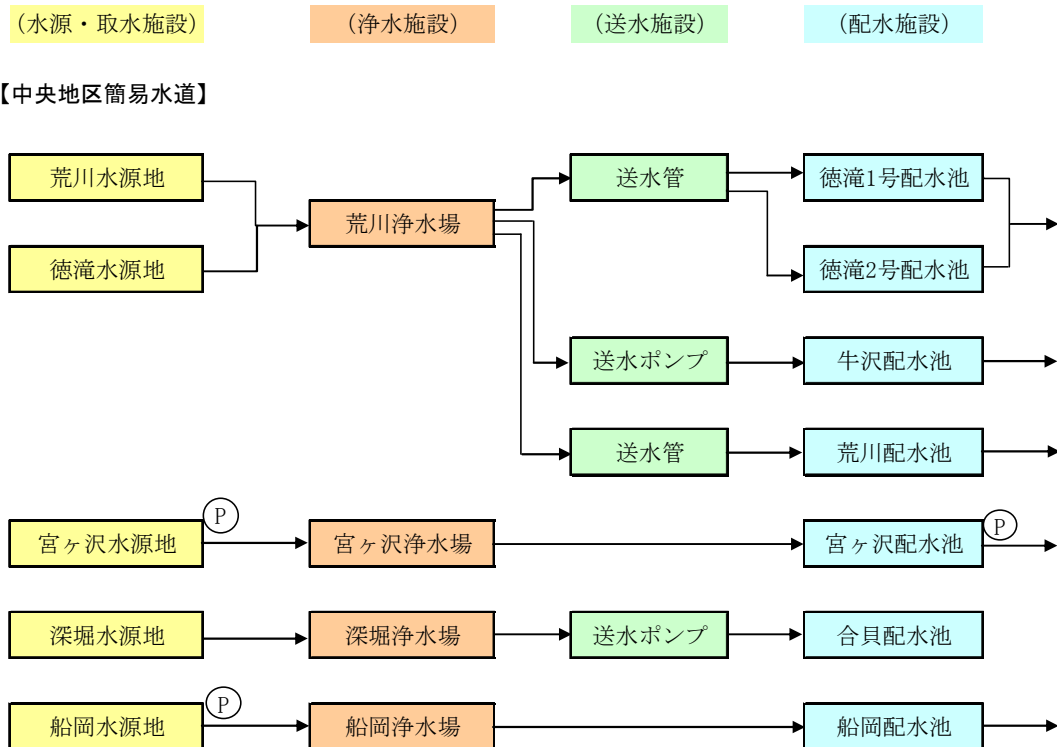 (水源・取水施設) (浄水施設) (送水施設) (配水施設)
【中央地区簡易水道】
荒川水源地 送水管 徳滝1号配水池
荒川浄水場
徳滝水源地 徳滝2号配水池
送水ポンプ 牛沢配水池
送水管 荒川配水池
P P
宮ヶ沢水源地 宮ヶ沢浄水場 宮ヶ沢配水池
深堀水源地 深堀浄水場 送水ポンプ 合貝配水池
P
船岡水源地 船岡浄水場 船岡配水池